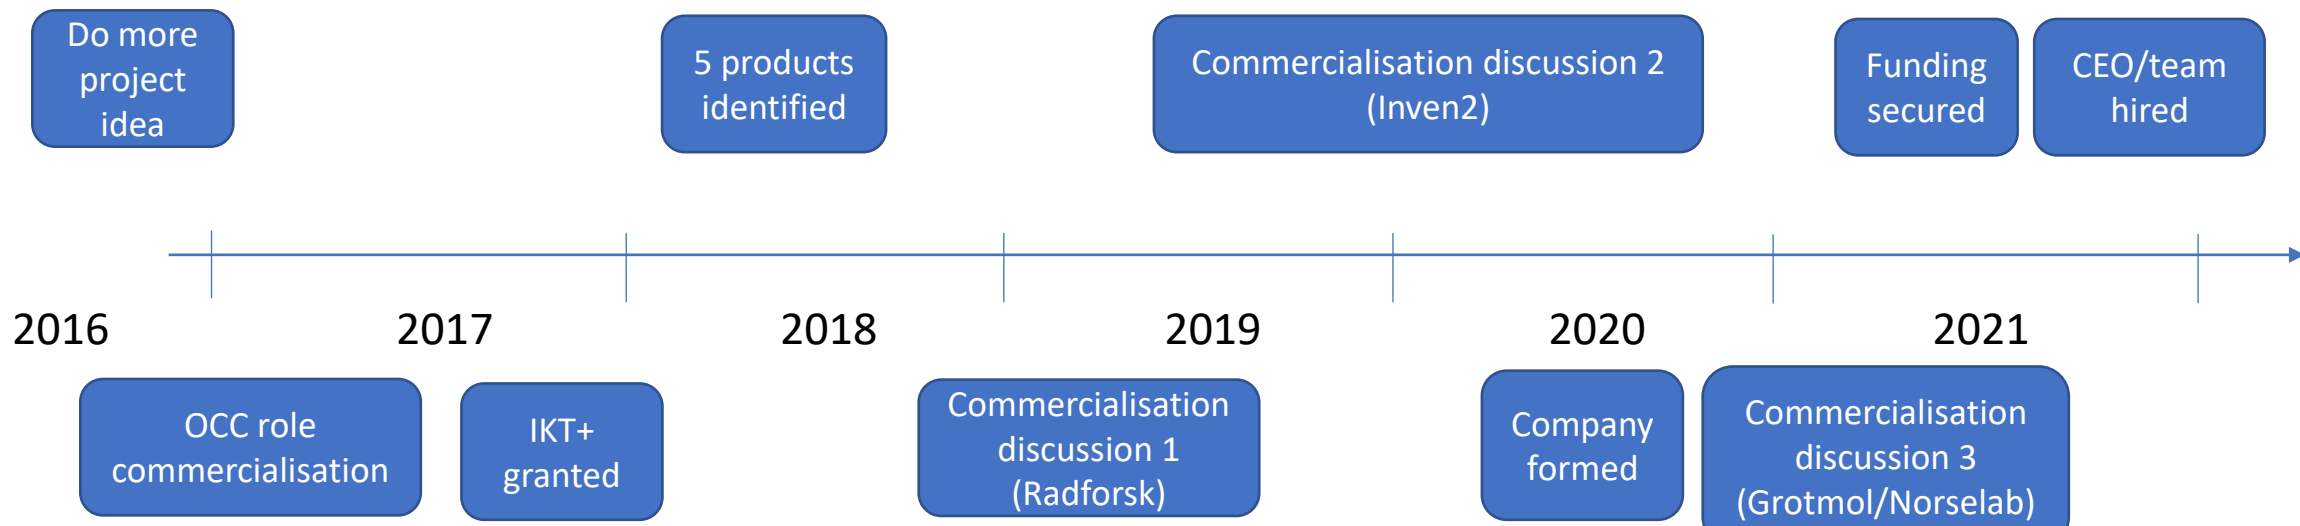 Do more
project
idea
5 products
identified
Commercialisation discussion 2
(Inven2)
Funding
secured
CEO/team
hired
2016
2017
2018
2019
2020
2021
OCC role
commercialisation
IKT+
granted
Commercialisation
discussion 1
(Radforsk)
Company
formed
Commercialisation
discussion 3
(Grotmol/Norselab)